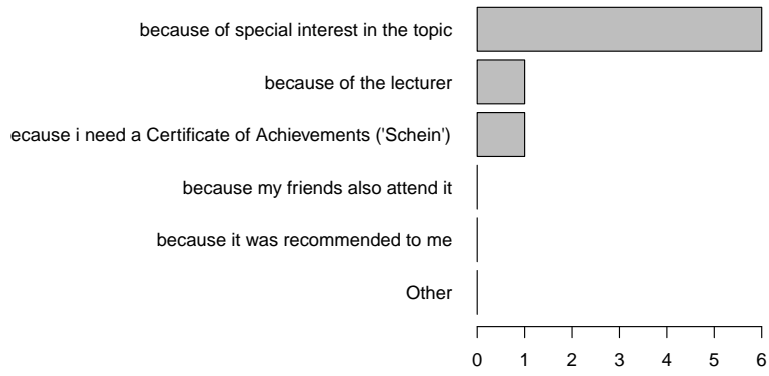 because of special interest in the topic
because of the lecturer
ecause i need a Certificate of Achievements ('Schein')
because my friends also attend it
because it was recommended to me
Other
0 1 2 3 4 5 6